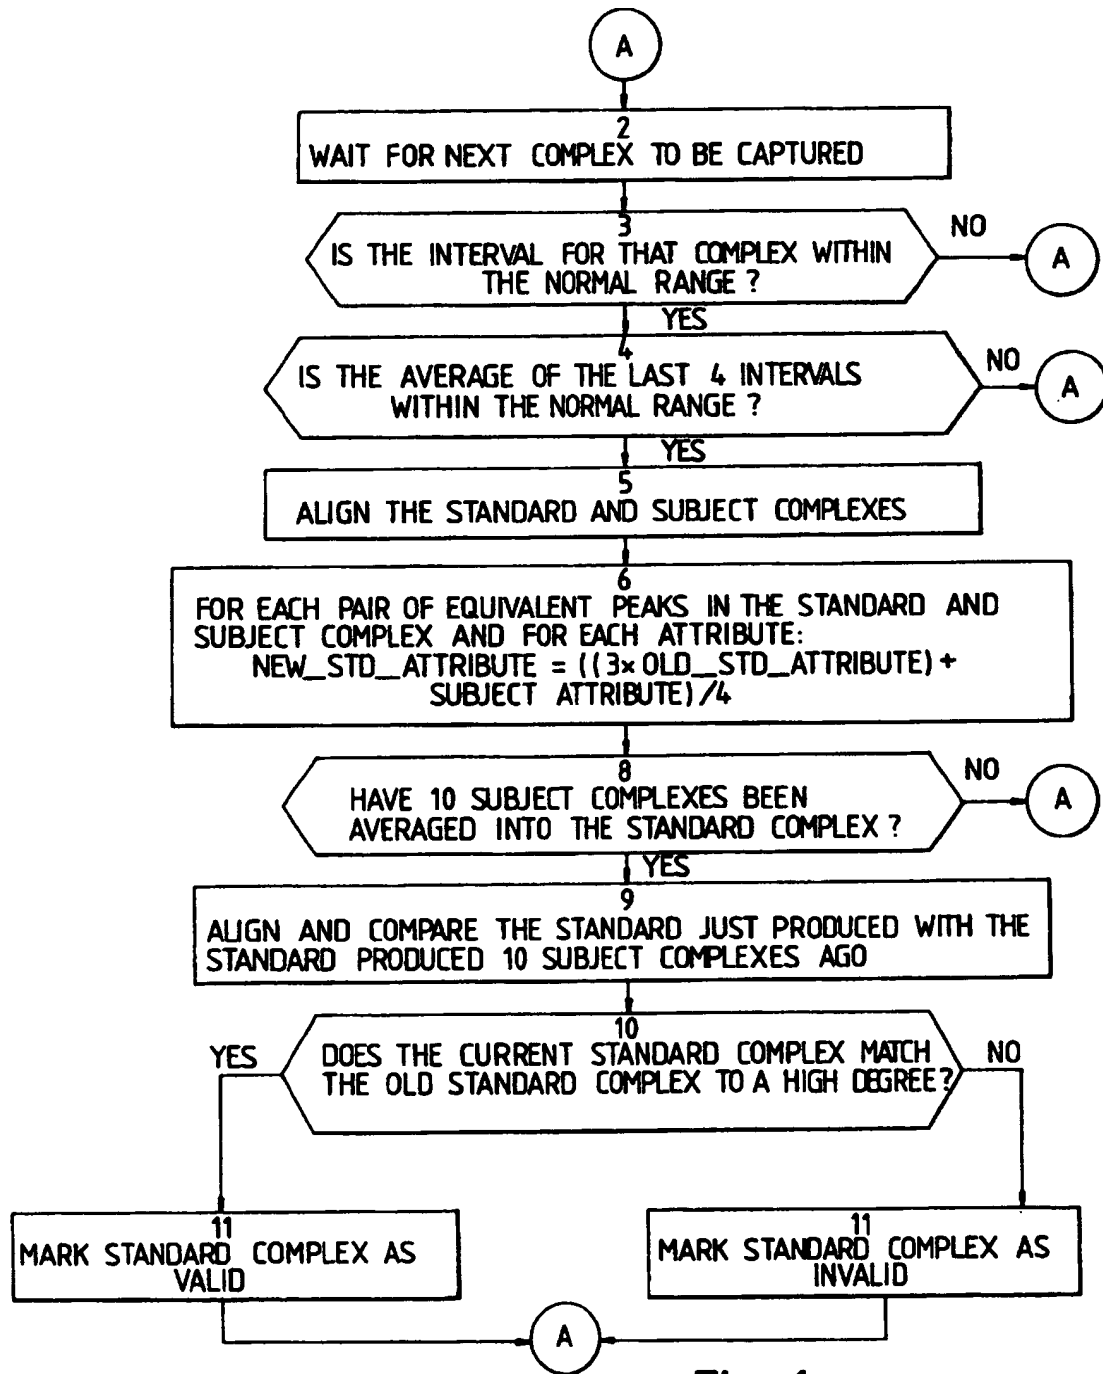 A
2
WAIT FOR NEXT COMPLEX TO BE CAPTURED
3
IS THE INTERVAL FOR THAT COMPLEX WITHIN
THE NORMAL RANGE ?
NO
A
YES
4
IS THE AVERAGE OF THE LAST 4 INTERVALS
WITHIN THE NORMAL RANGE ?
NO
A
YES
5
ALIGN THE STANDARD AND SUBJECT COMPLEXES
6
FOR EACH PAIR OF EQUIVALENT PEAKS IN THE STANDARD AND
SUBJECT COMPLEX AND FOR EACH ATTRIBUTE:
NEW_STD_ATTRIBUTE = ((3× OLD_STD_ATTRIBUTE) +
SUBJECT ATTRIBUTE) /4
8
HAVE 10 SUBJECT COMPLEXES BEEN
AVERAGED INTO THE STANDARD COMPLEX ?
NO
A
YES
9
ALIGN AND COMPARE THE STANDARD JUST PRODUCED WITH THE
STANDARD PRODUCED 10 SUBJECT COMPLEXES AGO
10
DOES THE CURRENT STANDARD COMPLEX MATCH
THE OLD STANDARD COMPLEX TO A HIGH DEGREE?
YES
NO
11
MARK STANDARD COMPLEX AS
VALID
11
MARK STANDARD COMPLEX AS
INVALID
A